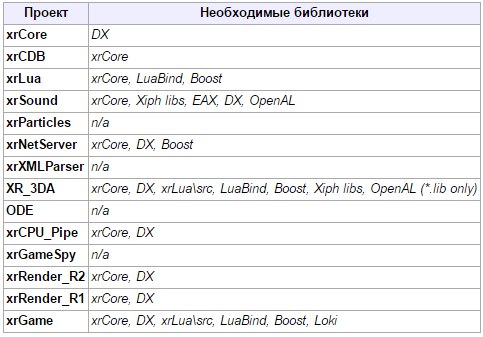 Проект Необходимые библиотеки
xrCore DX
xrCDB xrCore
xrLua xrCore, LuaBind, Boost
xrSound xrCore, Xiph libs, EAX, DX, OpenAL
xrParticles n/a
xrNetServer xrCore, DX, Boost
xrXMLParser n/a
XR_3DA xrCore, DX, xrLua\src, LuaBind, Boost, Xiph libs, OpenAL (*.lib only)
ODE n/a
xrCPU_Pipe xrCore, DX
xrGameSpy n/a
xrRender_R2 xrCore, DX
xrRender_R1 xrCore, DX
xrGame xrCore, DX, xrLua\src, LuaBind, Boost, Loki